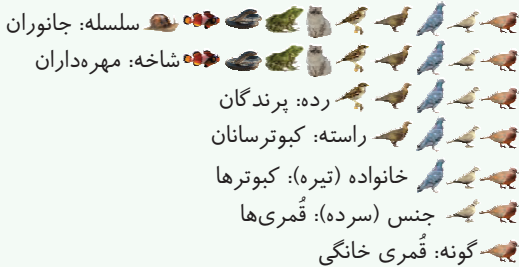 سلسله: جانوران
شاخه: مهره‌داران
رده: پرندگان
راسته: کبوترسانان
خانواده (تیره): کبوترها
جنس (سرده): قُمری‌ها
گونه: قُمری خانگی